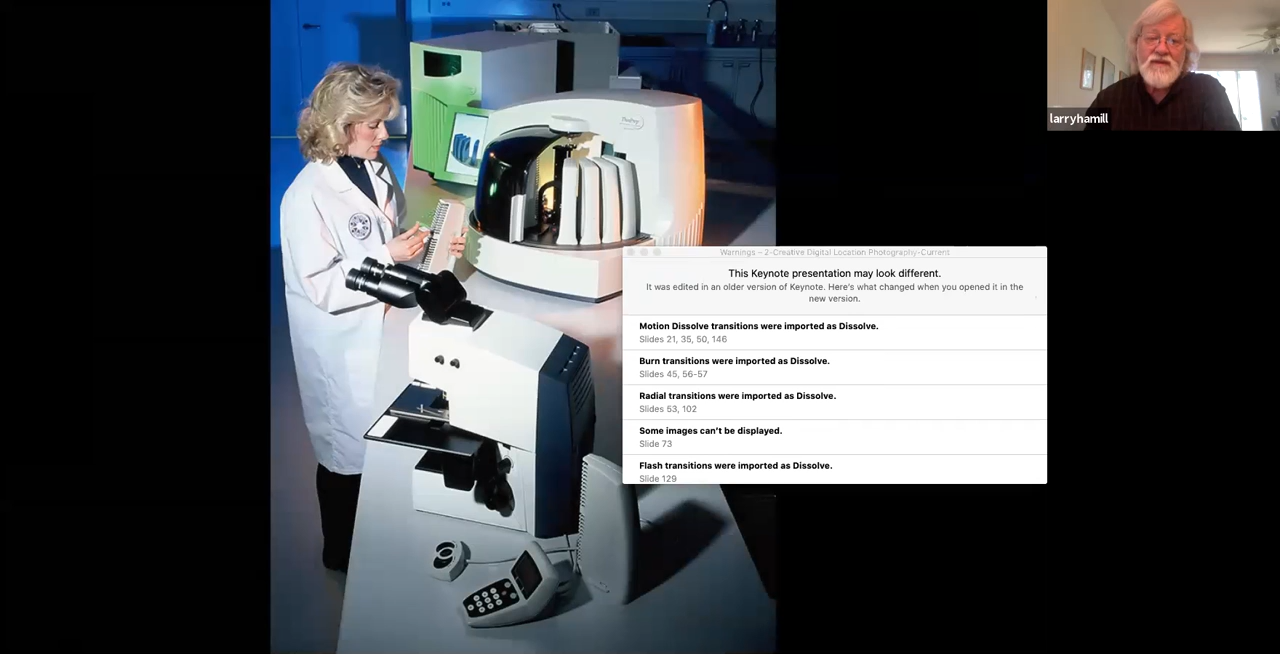 larryhamill
Warnings – 2-Creative Digital Location Photography-Current
This Keynote presentation may look different.
It was edited in an older version of Keynote. Here's what changed when you opened it in the
new version.
Motion Dissolve transitions were imported as Dissolve.
Slides 21, 35, 50, 146
Burn transitions were imported as Dissolve.
Slides 45, 56-57
Radial transitions were imported as Dissolve.
Slides 53, 102
Some images can't be displayed.
Slide 73
Flash transitions were imported as Dissolve.
Slide 129